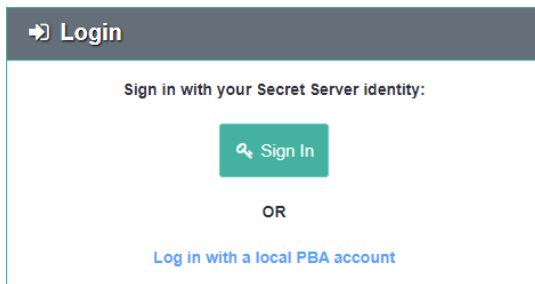 Login
Sign in with your Secret Server identity:
Sign In
OR
Log in with a local PBA account